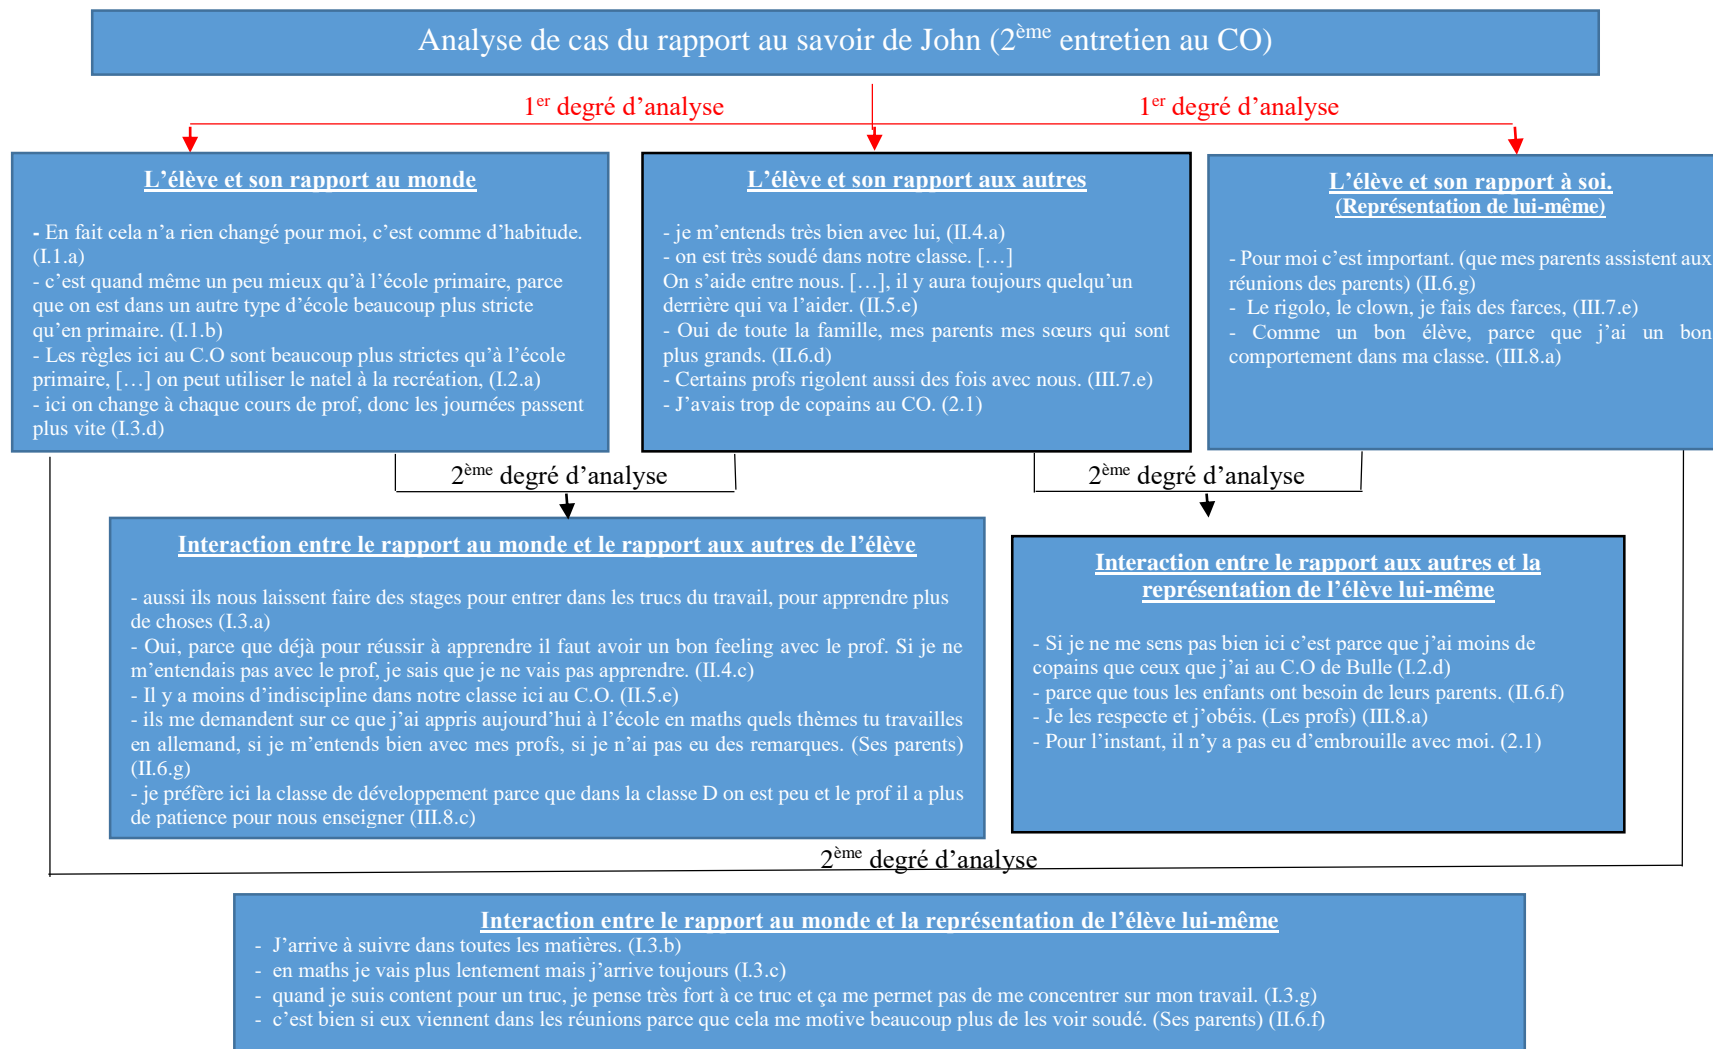 Analyse de cas du rapport au savoir de John (2ème entretien au CO)
1er degré d’analyse
1er degré d’analyse
L’élève et son rapport au monde
- En fait cela n’a rien changé pour moi, c’est comme d’habitude.
(I.1.a)
- c’est quand même un peu mieux qu’à l’école primaire, parce
que on est dans un autre type d’école beaucoup plus stricte
qu’en primaire. (I.1.b)
- Les règles ici au C.O sont beaucoup plus strictes qu’à l’école
primaire, […] on peut utiliser le natel à la recréation, (I.2.a)
- ici on change à chaque cours de prof, donc les journées passent
plus vite (I.3.d)
L’élève et son rapport aux autres
- je m’entends très bien avec lui, (II.4.a)
- on est très soudé dans notre classe. […]
On s’aide entre nous. […], il y aura toujours quelqu’un
derrière qui va l’aider. (II.5.e)
- Oui de toute la famille, mes parents mes sœurs qui sont
plus grands. (II.6.d)
- Certains profs rigolent aussi des fois avec nous. (III.7.e)
- J’avais trop de copains au CO. (2.1)
L’élève et son rapport à soi.
(Représentation de lui-même)
- Pour moi c’est important. (que mes parents assistent aux
réunions des parents) (II.6.g)
- Le rigolo, le clown, je fais des farces, (III.7.e)
- Comme un bon élève, parce que j’ai un bon
comportement dans ma classe. (III.8.a)
2ème degré d’analyse
2ème degré d’analyse
Interaction entre le rapport au monde et le rapport aux autres de l’élève
- aussi ils nous laissent faire des stages pour entrer dans les trucs du travail, pour apprendre plus
de choses (I.3.a)
- Oui, parce que déjà pour réussir à apprendre il faut avoir un bon feeling avec le prof. Si je ne
m’entendais pas avec le prof, je sais que je ne vais pas apprendre. (II.4.c)
- Il y a moins d’indiscipline dans notre classe ici au C.O. (II.5.e)
- ils me demandent sur ce que j’ai appris aujourd’hui à l’école en maths quels thèmes tu travailles
en allemand, si je m’entends bien avec mes profs, si je n’ai pas eu des remarques. (Ses parents)
(II.6.g)
- je préfère ici la classe de développement parce que dans la classe D on est peu et le prof il a plus
de patience pour nous enseigner (III.8.c)
Interaction entre le rapport aux autres et la
représentation de l’élève lui-même
- Si je ne me sens pas bien ici c’est parce que j’ai moins de
copains que ceux que j’ai au C.O de Bulle (I.2.d)
- parce que tous les enfants ont besoin de leurs parents. (II.6.f)
- Je les respecte et j’obéis. (Les profs) (III.8.a)
- Pour l’instant, il n’y a pas eu d’embrouille avec moi. (2.1)
2ème degré d’analyse
Interaction entre le rapport au monde et la représentation de l’élève lui-même
- J’arrive à suivre dans toutes les matières. (I.3.b)
- en maths je vais plus lentement mais j’arrive toujours (I.3.c)
- quand je suis content pour un truc, je pense très fort à ce truc et ça me permet pas de me concentrer sur mon travail. (I.3.g)
- c’est bien si eux viennent dans les réunions parce que cela me motive beaucoup plus de les voir soudé. (Ses parents) (II.6.f)